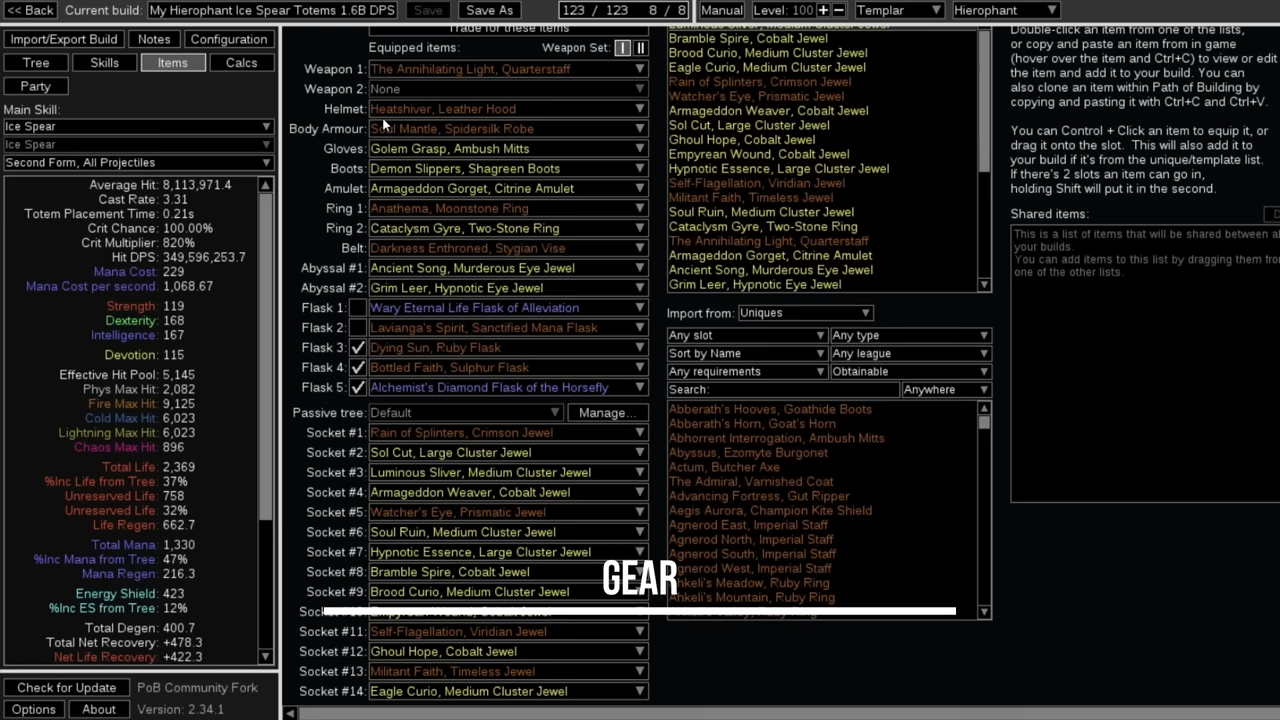 << Back Current build: My Hierophant Ice Spear Totems 1.6B DPS Save Save As 123 / 123 8 / 8 Manual Level: 100 + - Templar Hierophant
Import/Export Build Notes Configuration
Tree Skills Items Calcs
Party
Main Skill:
Ice Spear
Ice Spear
Second Form, All Projectiles
Average Hit: 8,113,971.4
Cast Rate: 3.31
Totem Placement Time: 0.21s
Crit Chance: 100.00%
Crit Multiplier: 820%
Hit DPS: 349,596,253.7
Mana Cost: 229
Mana Cost per second: 1,068.67
Strength: 119
Dexterity: 168
Intelligence: 167
Devotion: 115
Effective Hit Pool: 5,145
Phys Max Hit: 2,082
Fire Max Hit: 9,125
Cold Max Hit: 6,023
Lightning Max Hit: 6,023
Chaos Max Hit: 896
Total Life: 2,369
%Inc Life from Tree: 37%
Unreserved Life: 758
Unreserved Life: 32%
Life Regen: 662.7
Total Mana: 1,330
%Inc Mana from Tree: 47%
Mana Regen: 216.3
Energy Shield: 423
%Inc ES from Tree: 12%
Total Degen: 400.7
Total Net Recovery: +478.3
Net Life Recovery: +422.3
Check for Update PoB Community Fork
Options About Version: 2.34.1
Trade for these items
Equipped items: Weapon Set: I II
Weapon 1: The Annihilating Light, Quarterstaff
Weapon 2: None
Helmet: Heatshiver, Leather Hood
Body Armour: Soul Mantle, Spidersilk Robe
Gloves: Golem Grasp, Ambush Mitts
Boots: Demon Slippers, Shagreen Boots
Amulet: Armageddon Gorget, Citrine Amulet
Ring 1: Anathema, Moonstone Ring
Ring 2: Cataclysm Gyre, Two-Stone Ring
Belt: Darkness Enthroned, Stygian Vise
Abyssal #1: Ancient Song, Murderous Eye Jewel
Abyssal #2: Grim Leer, Hypnotic Eye Jewel
Flask 1: Wary Eternal Life Flask of Alleviation
Flask 2: Lavianga's Spirit, Sanctified Mana Flask
Flask 3: Dying Sun, Ruby Flask
Flask 4: Bottled Faith, Sulphur Flask
Flask 5: Alchemist's Diamond Flask of the Horsefly
Passive tree: Default Manage...
Socket #1: Rain of Splinters, Crimson Jewel
Socket #2: Sol Cut, Large Cluster Jewel
Socket #3: Luminous Sliver, Medium Cluster Jewel
Socket #4: Armageddon Weaver, Cobalt Jewel
Socket #5: Watcher's Eye, Prismatic Jewel
Socket #6: Soul Ruin, Medium Cluster Jewel
Socket #7: Hypnotic Essence, Large Cluster Jewel
Socket #8: Bramble Spire, Cobalt Jewel
Socket #9: Brood Curio, Medium Cluster Jewel
Socket #10: Empyrean Wound, Cobalt Jewel
Socket #11: Self-Flagellation, Viridian Jewel
Socket #12: Ghoul Hope, Cobalt Jewel
Socket #13: Militant Faith, Timeless Jewel
Socket #14: Eagle Curio, Medium Cluster Jewel
GEAR
Luminous Sliver, Medium Cluster Jewel
Bramble Spire, Cobalt Jewel
Brood Curio, Medium Cluster Jewel
Eagle Curio, Medium Cluster Jewel
Rain of Splinters, Crimson Jewel
Watcher's Eye, Prismatic Jewel
Armageddon Weaver, Cobalt Jewel
Sol Cut, Large Cluster Jewel
Ghoul Hope, Cobalt Jewel
Empyrean Wound, Cobalt Jewel
Hypnotic Essence, Large Cluster Jewel
Self-Flagellation, Viridian Jewel
Militant Faith, Timeless Jewel
Soul Ruin, Medium Cluster Jewel
Cataclysm Gyre, Two-Stone Ring
The Annihilating Light, Quarterstaff
Armageddon Gorget, Citrine Amulet
Ancient Song, Murderous Eye Jewel
Grim Leer, Hypnotic Eye Jewel
Import from: Uniques
Any slot Any type
Sort by Name Any league
Any requirements Obtainable
Search: Anywhere
Abberath's Hooves, Goathide Boots
Abberath's Horn, Goat's Horn
Abhorrent Interrogation, Ambush Mitts
Abyssus, Ezomyte Burgonet
Actum, Butcher Axe
The Admiral, Varnished Coat
Advancing Fortress, Gut Ripper
Aegis Aurora, Champion Kite Shield
Agnerod East, Imperial Staff
Agnerod North, Imperial Staff
Agnerod South, Imperial Staff
Agnerod West, Imperial Staff
Ahkeli's Meadow, Ruby Ring
Ahkeli's Mountain, Ruby Ring
Double-click an item from one of the lists,
or copy and paste an item from in game
(hover over the item and Ctrl+C) to view or edit
the item and add it to your build. You can
also clone an item within Path of Building by
copying and pasting it with Ctrl+C and Ctrl+V.
You can Control + Click an item to equip it, or
drag it onto the slot. This will also add it to
your build if it's from the unique/template list.
If there's 2 slots an item can go in,
holding Shift will put it in the second.
Shared items:
This is a list of items that will be shared between al
your builds.
You can add items to this list by dragging them from
one of the other lists.